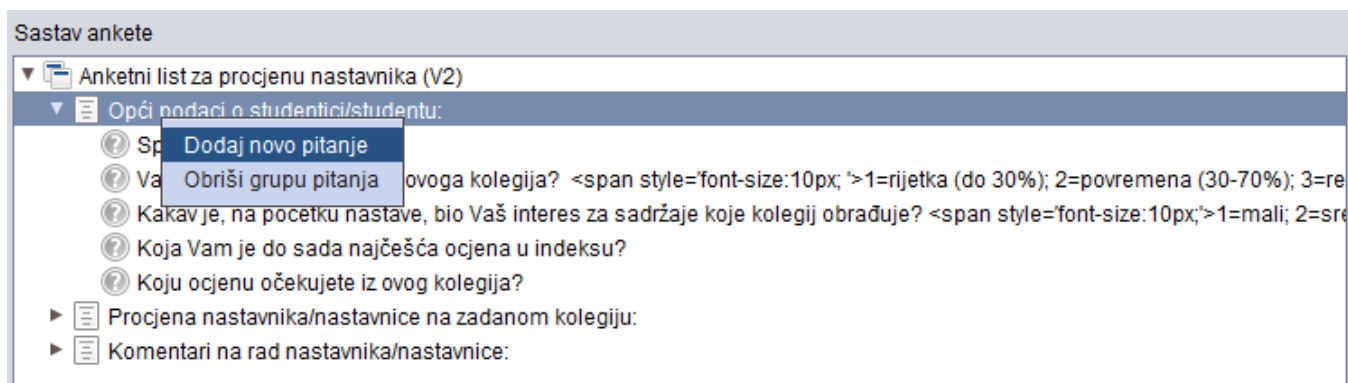 Sastav ankete
Anketni list za procjenu nastavnika (V2)
Opći podaci o studentici/studentu:
Sp
Dodaj novo pitanje
Va
Obriši grupu pitanja
ovoga kolegija? <span style='font-size:10px; '>1=rijetka (do 30%); 2=povremena (30-70%); 3=re
Kakav je, na početku nastave, bio Vaš interes za sadržaje koje kolegij obrađuje? <span style='font-size:10px;'>1=mali; 2=sre
Koja Vam je do sada najčešća ocjena u indeksu?
Koju ocjenu očekujete iz ovog kolegija?
Procjena nastavnika/nastavnice na zadanom kolegiju:
Komentari na rad nastavnika/nastavnice: